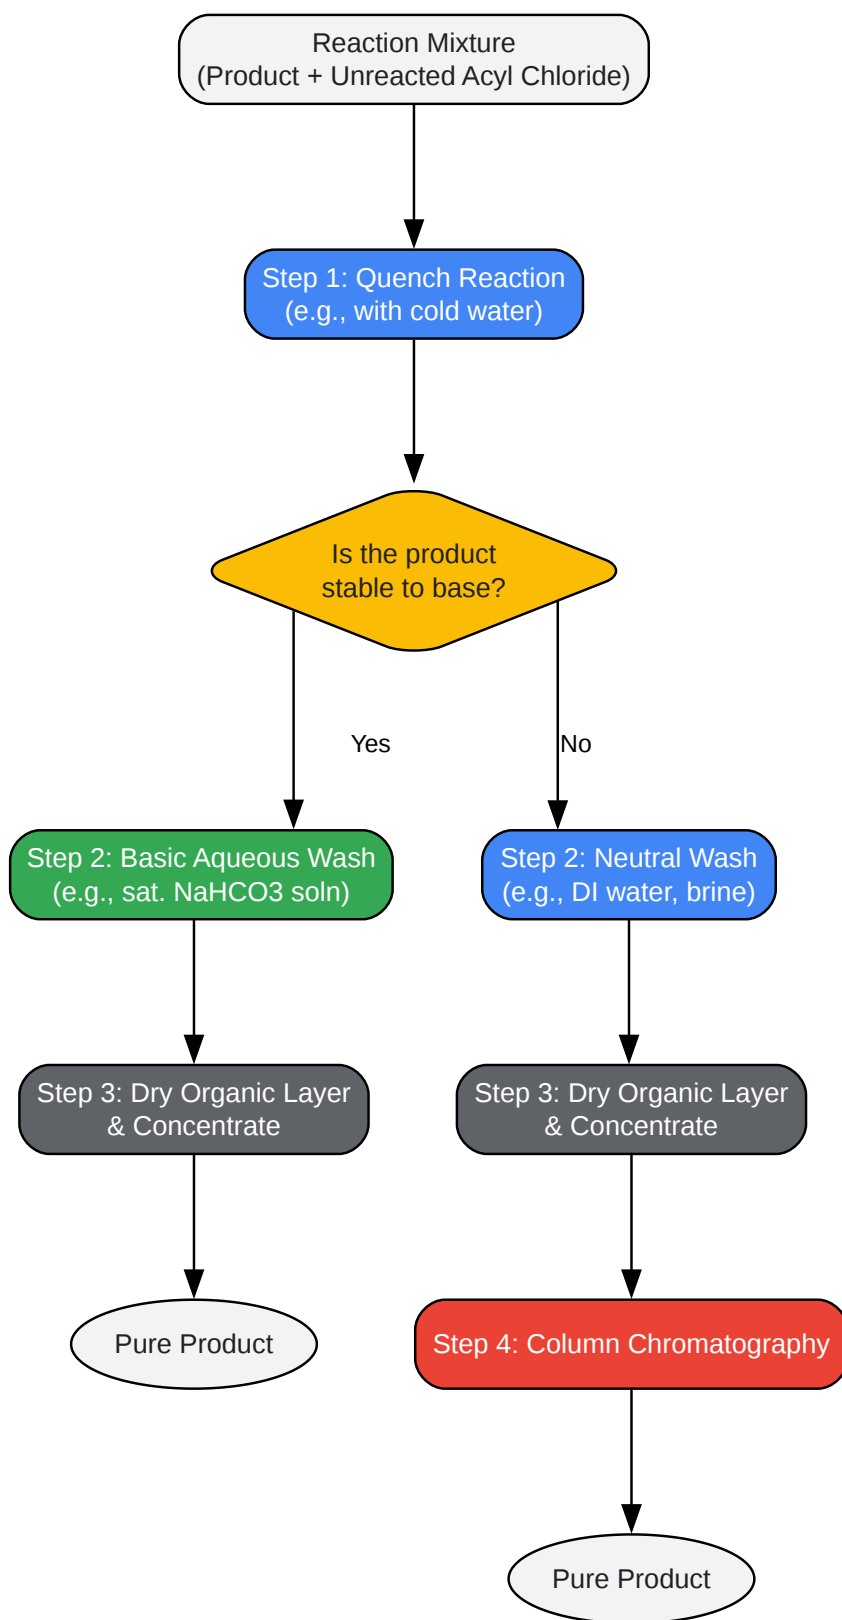 Reaction Mixture
(Product + Unreacted Acyl Chloride)
Step 1: Quench Reaction
(e.g., with cold water)
Is the product
stable to base?
Yes
No
Step 2: Basic Aqueous Wash
(e.g., sat. NaHCO3 soln)
Step 2: Neutral Wash
(e.g., DI water, brine)
Step 3: Dry Organic Layer
& Concentrate
Step 3: Dry Organic Layer
& Concentrate
Pure Product
Step 4: Column Chromatography
Pure Product